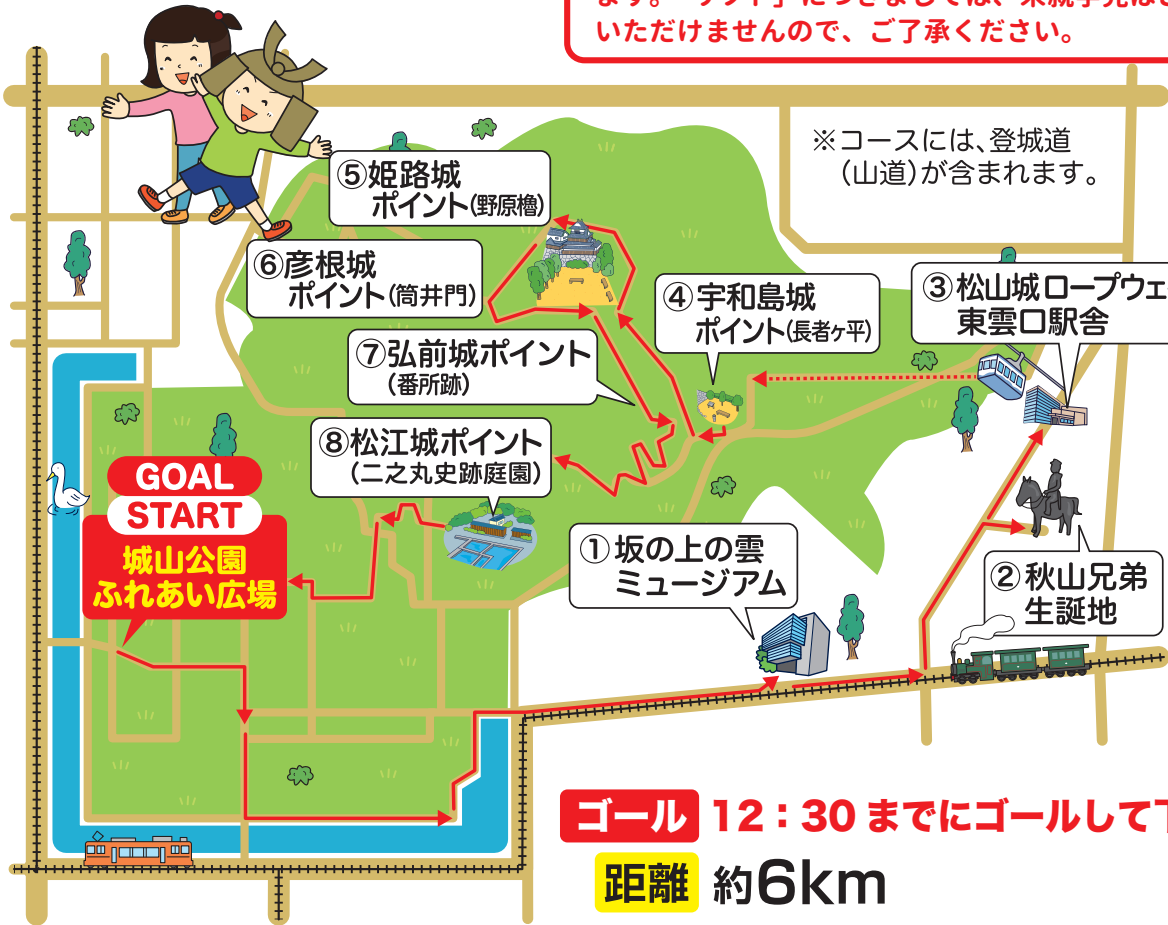 いただけませんので、ご了承ください。
※コースには、登城道
(山道)が含まれます。
⑤姫路城
ポイント(野原櫓)
⑥彦根城
ポイント(筒井門)
④宇和島城
ポイント(長者ヶ平)
③松山城ロープウェ
東雲口駅舎
⑦弘前城ポイント
(番所跡)
⑧松江城ポイント
(二之丸史跡庭園)
GOAL
START
城山公園
ふれあい広場
①坂の上の雲
ミュージアム
②秋山兄弟
生誕地
ゴール 12：30 までにゴールして
距離 約6km